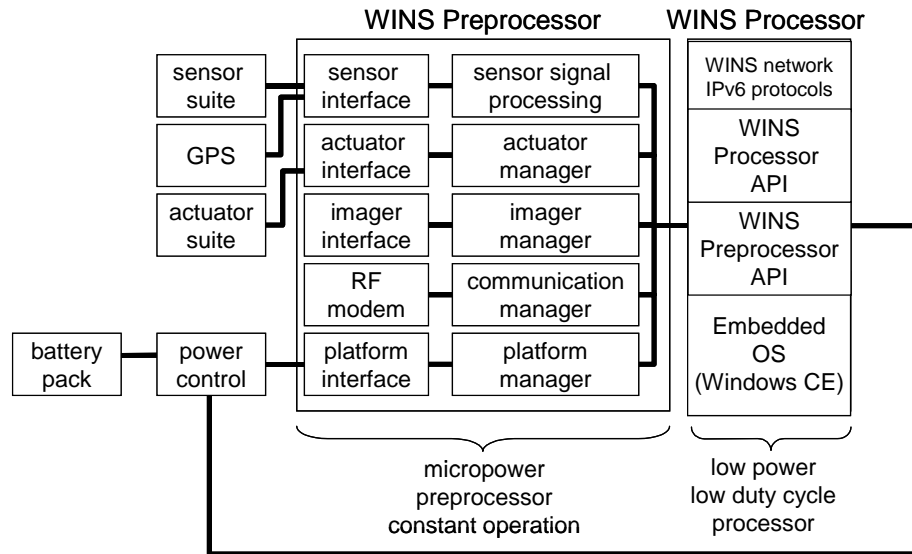 WINS Preprocessor
WINS Processor
sensor
suite
sensor
interface
sensor signal
processing
WINS network
IPv6 protocols
GPS
actuator
interface
actuator
manager
WINS
Processor
API
actuator
suite
imager
interface
imager
manager
WINS
Preprocessor
API
RF
modem
communication
manager
battery
pack
power
control
platform
interface
platform
manager
Embedded
OS
(Windows CE)
micropower
preprocessor
constant operation
low power
low duty cycle
processor